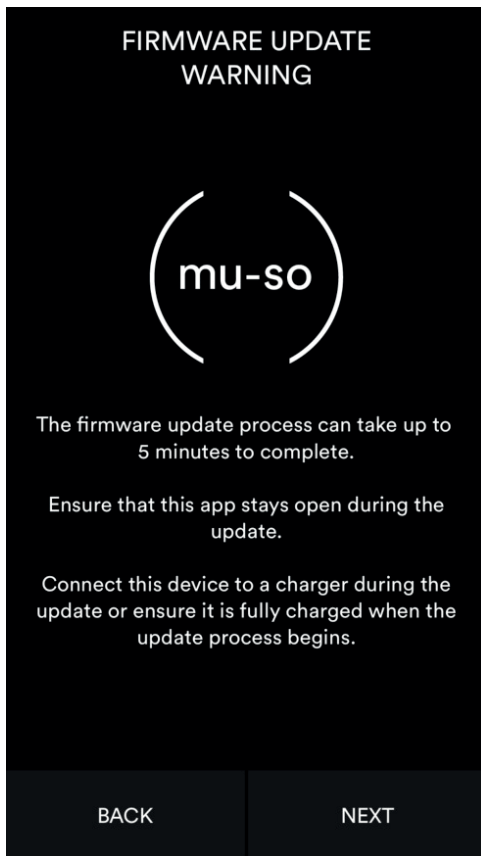 FIRMWARE UPDATE
WARNING
mu-so
The firmware update process can take up to
5 minutes to complete.
Ensure that this app stays open during the
update.
Connect this device to a charger during the
update or ensure it is fully charged when the
update process begins.
BACK
NEXT